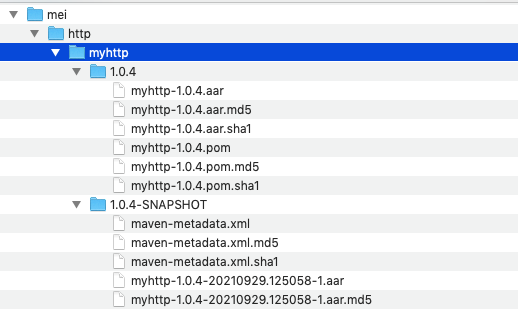 mei
http
myhttp
1.0.4
myhttp-1.0.4.aar
myhttp-1.0.4.aar.md5
myhttp-1.0.4.aar.sha1
myhttp-1.0.4.pom
myhttp-1.0.4.pom.md5
myhttp-1.0.4.pom.sha1
1.0.4-SNAPSHOT
maven-metadata.xml
maven-metadata.xml.md5
maven-metadata.xml.sha1
myhttp-1.0.4-20210929.125058-1.aar
myhttp-1.0.4-20210929.125058-1.aar.md5